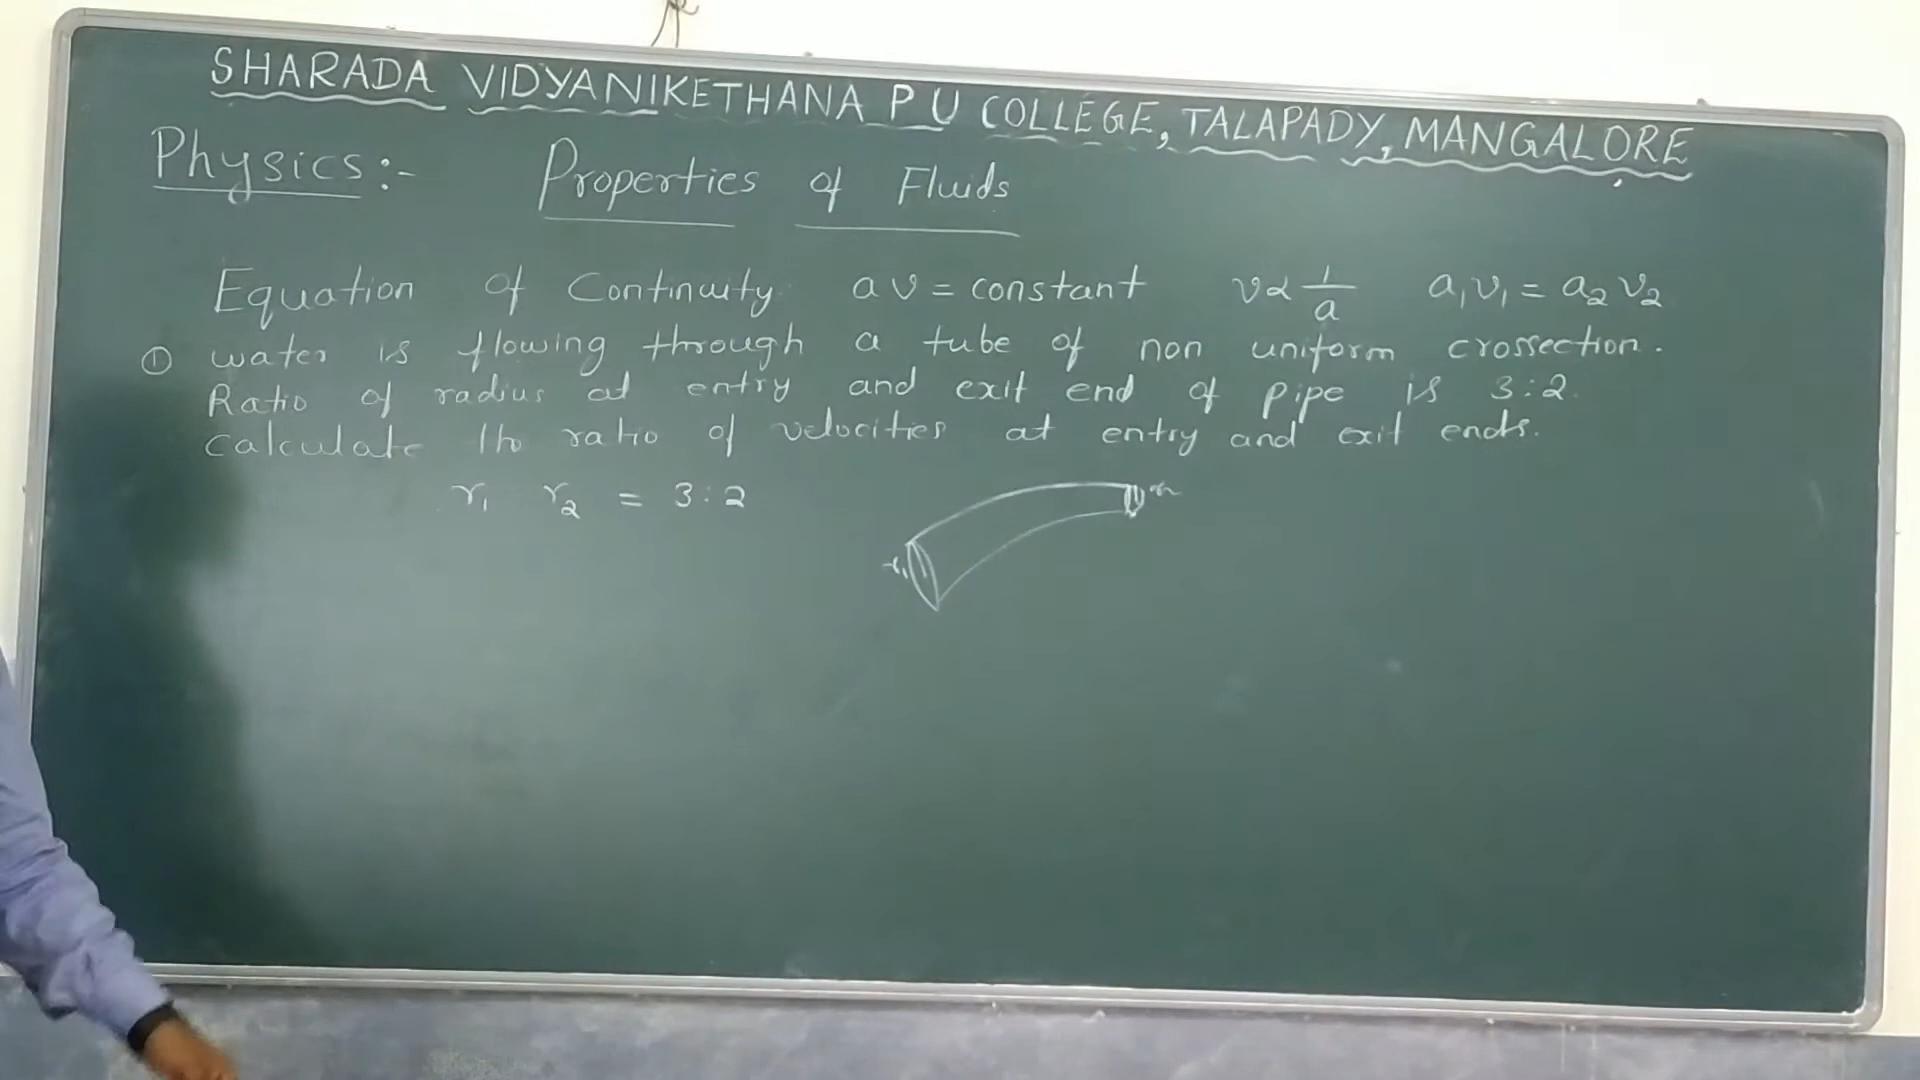 SHARADA VIDYANIKETHANA P U COLLEGE, TALAPADY, MANGALORE
Physics:- Properties of Fluids
Equation of Continuity av = constant v∝1/a a₁v₁ = a₂v₂
① water is flowing through a tube of non uniform crossection.
Ratio of radius at entry and exit end of pipe is 3:2.
calculate the ratio of velocities at entry and exit ends.
r₁ r₂ = 3:2
r₁